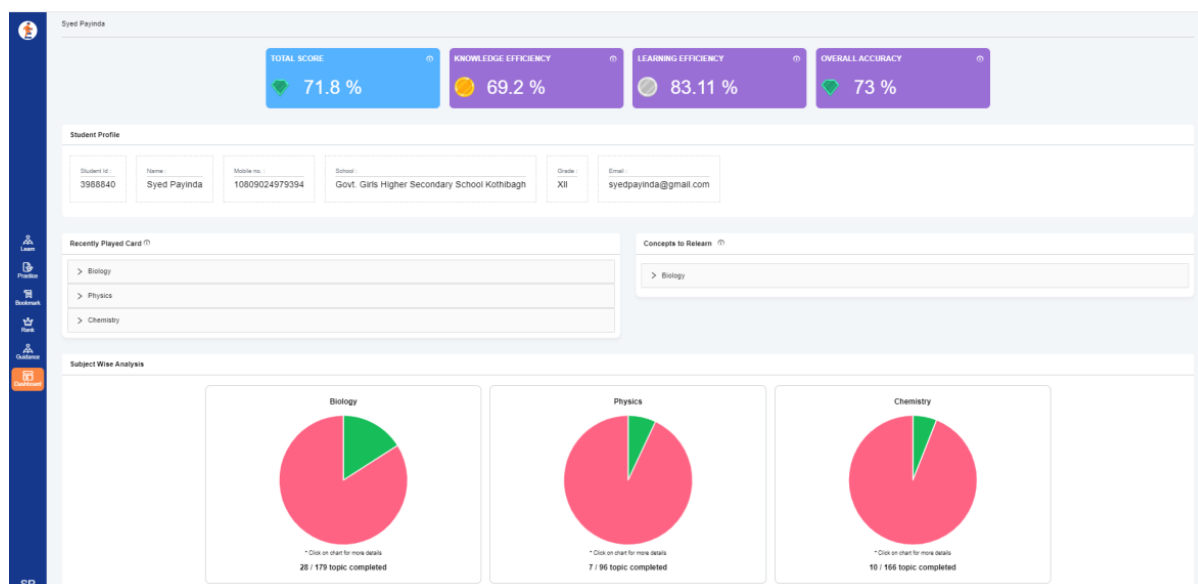 Syed Payinda
TOTAL SCORE
71.8 %
KNOWLEDGE EFFICIENCY
69.2 %
LEARNING EFFICIENCY
83.11 %
OVERALL ACCURACY
73 %
Student Profile
Student Id :
3988840
Name :
Syed Payinda
Mobile no. :
10809024979394
School :
Govt. Girls Higher Secondary School Kothibagh
Grade :
XII
Email :
syedpayinda@gmail.com
Learn
Practice
Bookmark
Rank
Guidance
Dashboard
Recently Played Card
Biology
Physics
Chemistry
Concepts to Relearn
Biology
Subject Wise Analysis
Biology
* Click on chart for more details
28 / 179 topic completed
Physics
* Click on chart for more details
7 / 96 topic completed
Chemistry
* Click on chart for more details
10 / 166 topic completed
SP